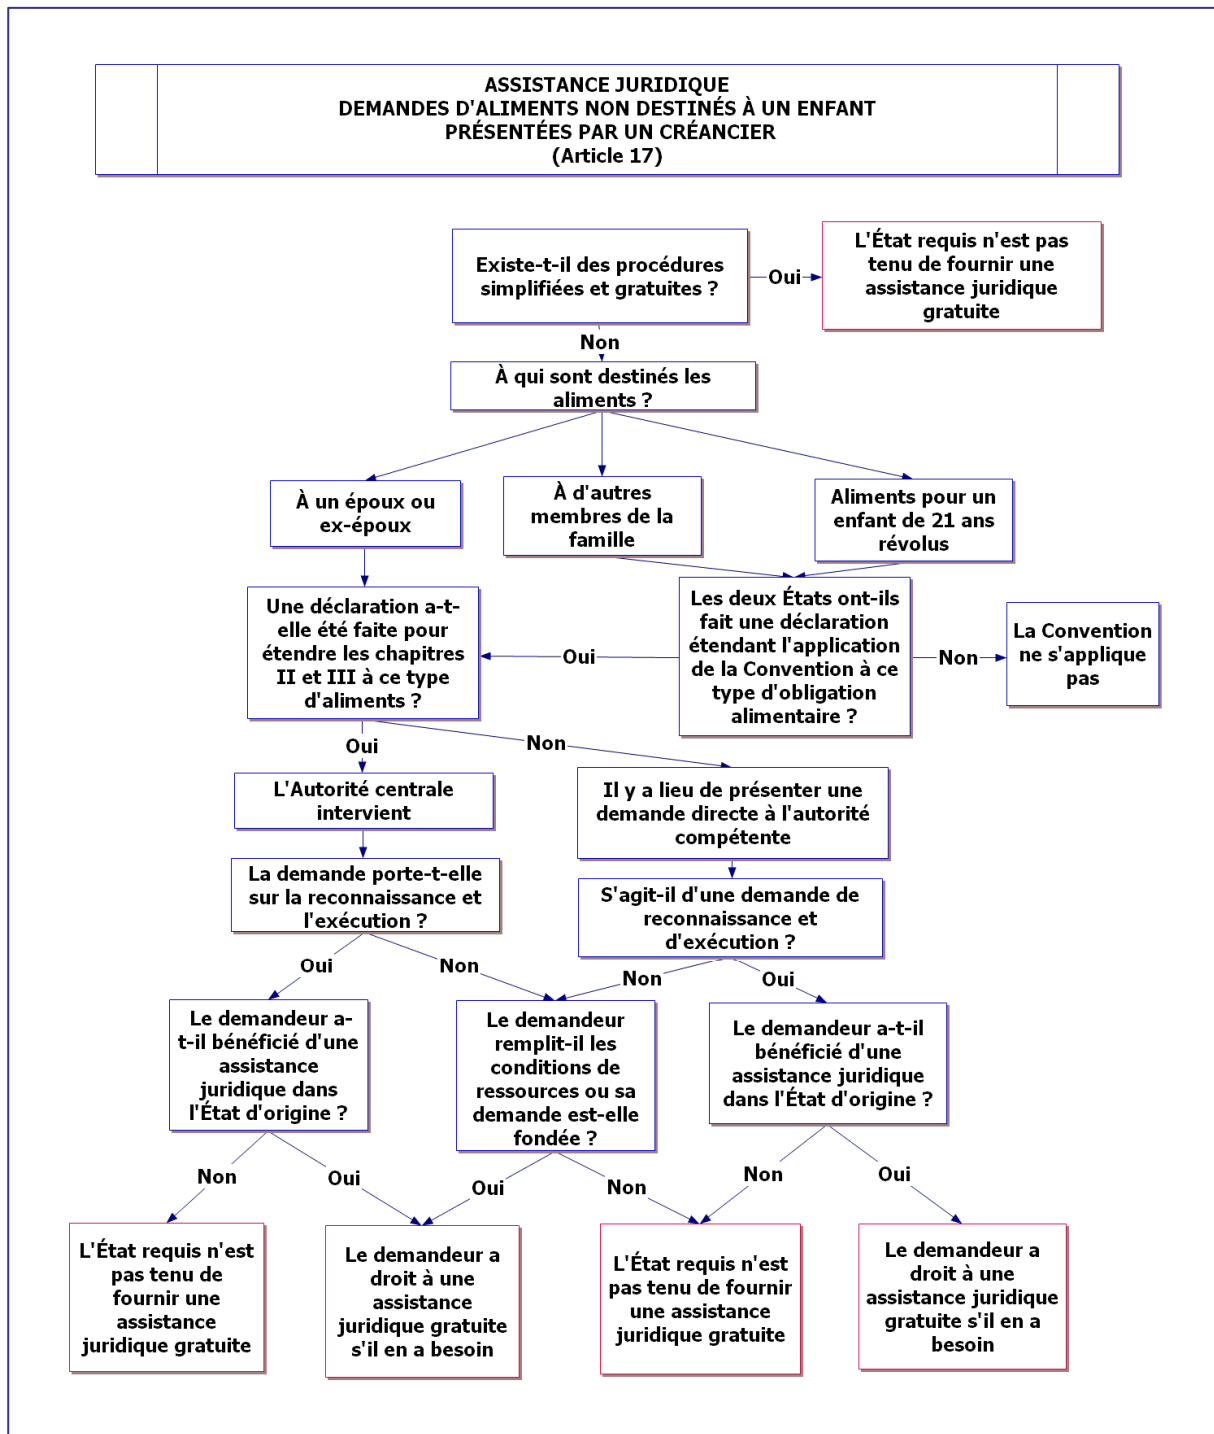 ASSISTANCE JURIDIQUE
DEMANDES D'ALIMENTS NON DESTINÉS À UN ENFANT
PRÉSENTÉES PAR UN CRÉANCIER
(Article 17)
Existe-t-il des procédures
simplifiées et gratuites ?
Oui
L'État requis n'est pas
tenu de fournir une
assistance juridique
gratuite
Non
À qui sont destinés les
aliments ?
À un époux ou
ex-époux
À d'autres
membres de la
famille
Aliments pour un
enfant de 21 ans
révolus
Une déclaration a-t-
elle été faite pour
étendre les chapitres
II et III à ce type
d'aliments ?
Oui
Les deux États ont-ils
fait une déclaration
étendant l'application
de la Convention à ce
type d'obligation
alimentaire ?
Non
La Convention
ne s'applique
pas
Oui
Non
L'Autorité centrale
intervient
Il y a lieu de présenter une
demande directe à l'autorité
compétente
La demande porte-t-elle
sur la reconnaissance et
l'exécution ?
S'agit-il d'une demande de
reconnaissance et
d'exécution ?
Oui
Non
Non
Oui
Le demandeur a-
t-il bénéficié d'une
assistance
juridique dans
l'État d'origine ?
Le demandeur
remplit-il les
conditions de
ressources ou sa
demande est-elle
fondée ?
Le demandeur a-t-il
bénéficié d'une
assistance juridique
dans l'État d'origine ?
Non
Oui
Oui
Non
Non
Oui
L'État requis n'est
pas tenu de
fournir une
assistance
juridique gratuite
Le demandeur a
droit à une
assistance
juridique gratuite
s'il en a besoin
L'État requis n'est
pas tenu de fournir
une assistance
juridique gratuite
Le demandeur a
droit à une
assistance juridique
gratuite s'il en a
besoin